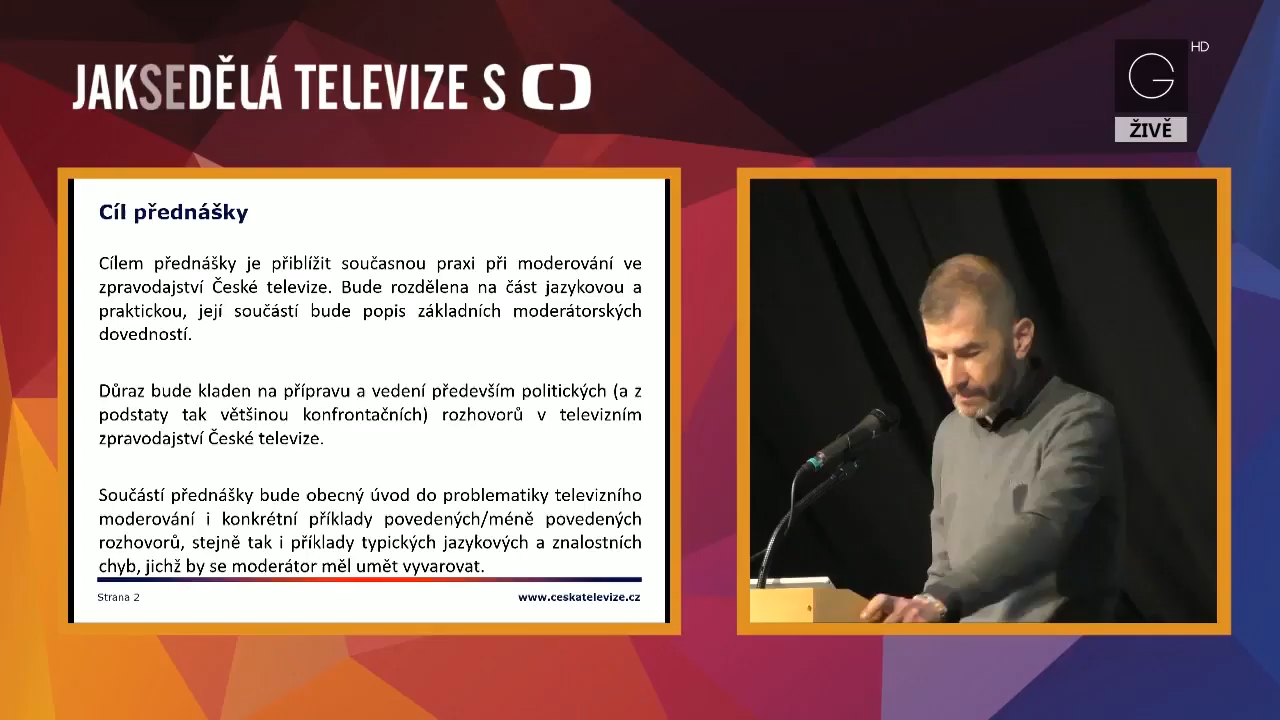 JAKSEDĚLÁ TELEVIZE S
HD
G
ŽIVĚ
Cíl přednášky
Cílem přednášky je přiblížit současnou praxi při moderování ve
zpravodajství České televize. Bude rozdělena na část jazykovou a
praktickou, její součástí bude popis základních moderátorských
dovedností.
Důraz bude kladen na přípravu a vedení především politických (a z
podstaty tak většinou konfrontačních) rozhovorů v televizním
zpravodajství České televize.
Součástí přednášky bude obecný úvod do problematiky televizního
moderování i konkrétní příklady povedených/méně povedených
rozhovorů, stejně tak i příklady typických jazykových a znalostních
chyb, jichž by se moderátor měl umět vyvarovat.
Strana 2
www.ceskatelevize.cz